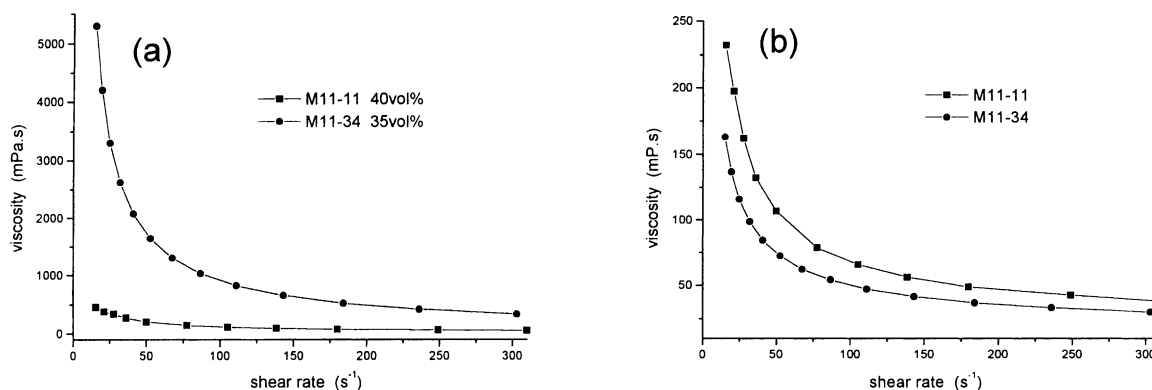 (a)
viscosity (mPa.s)
5000
4000
3000
2000
1000
0
M11-11 40vol%
M11-34 35vol%
0 50 100 150 200 250 300
shear rate (s⁻¹)
(b)
viscosity (mP.s)
250
200
150
100
50
M11-11
M11-34
0 50 100 150 200 250 300
shear rate (s⁻¹)